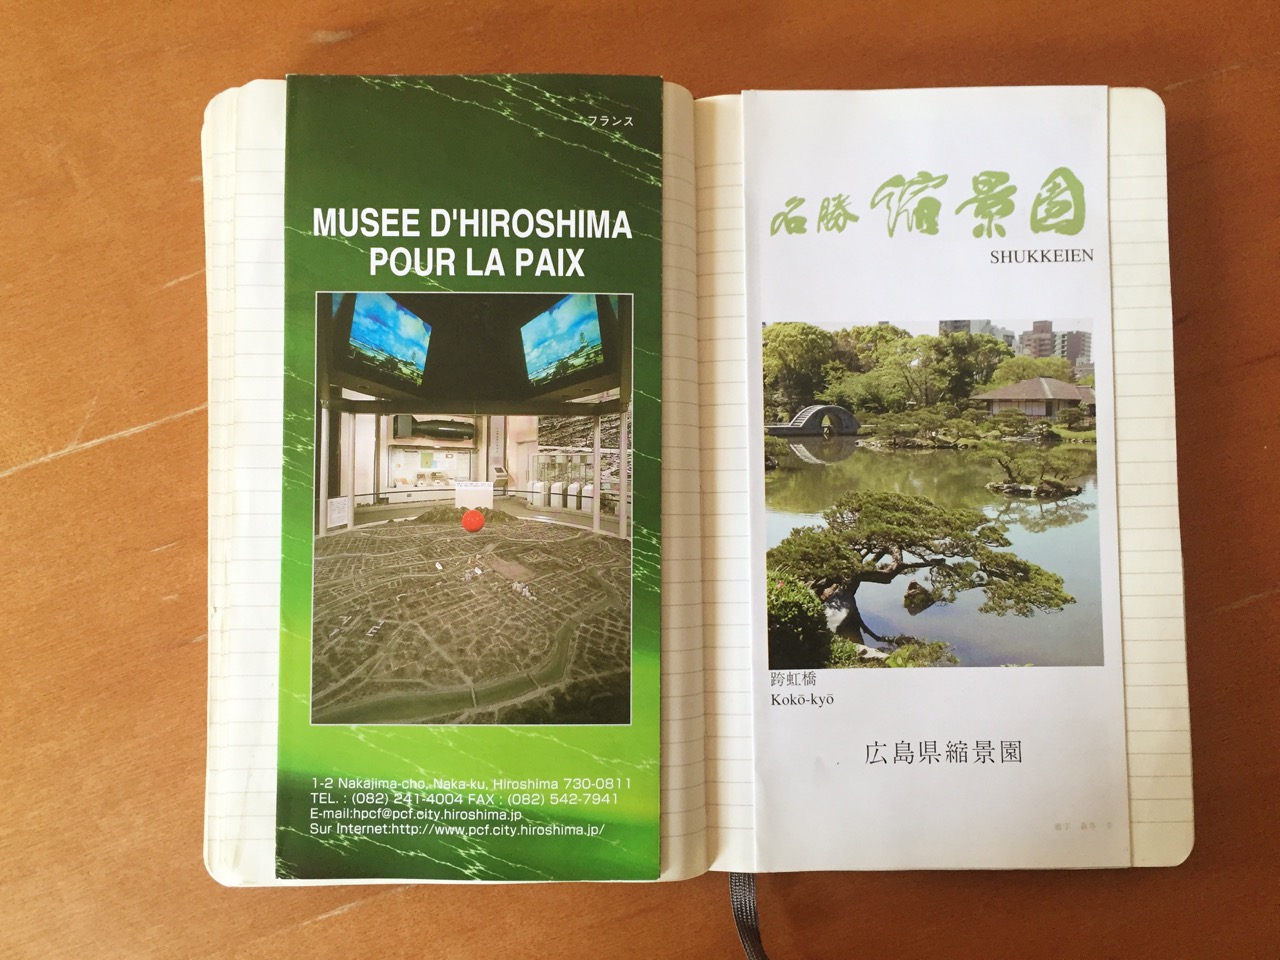 フランス
MUSEE D'HIROSHIMA
POUR LA PAIX
1-2 Nakajima-cho, Naka-ku, Hiroshima 730-0811
TEL. : (082) 241-4004 FAX : (082) 542-7941
E-mail:hpcf@pcf.city.hiroshima.jp
Sur Internet:http://www.pcf.city.hiroshima.jp/
名勝 縮景園
SHUKKEIEN
跨虹橋
Kokō-kyō
広島県縮景園